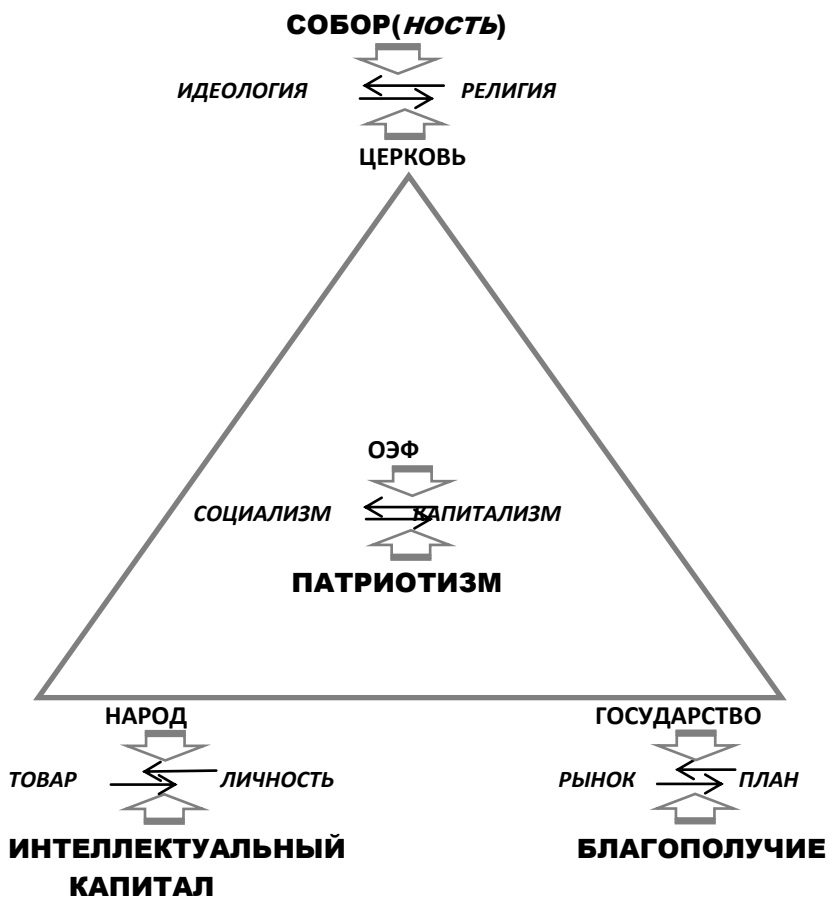 СОБОР(НОСТЬ)
ИДЕОЛОГИЯ РЕЛИГИЯ
ЦЕРКОВЬ
ОЭФ
СОЦИАЛИЗМ КАПИТАЛИЗМ
ПАТРИОТИЗМ
НАРОД ГОСУДАРСТВО
ТОВАР ЛИЧНОСТЬ РЫНОК ПЛАН
ИНТЕЛЛЕКТУАЛЬНЫЙ БЛАГОПОЛУЧИЕ
КАПИТАЛ